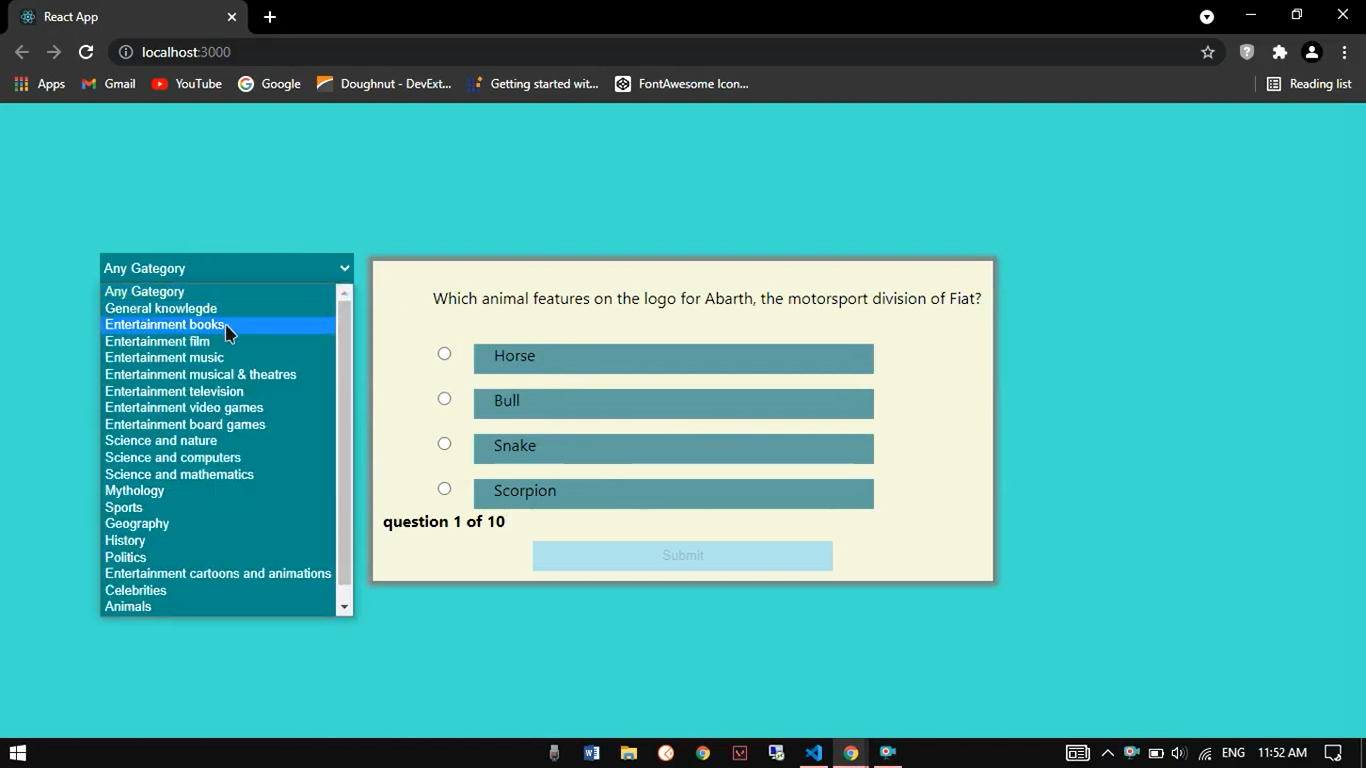 React App
localhost:3000
Apps
Gmail
YouTube
Google
Doughnut - DevExt...
Getting started wit...
FontAwesome Icon...
Reading list
Any Gategory
Any Gategory
General knowlegde
Entertainment books
Entertainment film
Entertainment music
Entertainment musical & theatres
Entertainment television
Entertainment video games
Entertainment board games
Science and nature
Science and computers
Science and mathematics
Mythology
Sports
Geography
History
Politics
Entertainment cartoons and animations
Celebrities
Animals
Which animal features on the logo for Abarth, the motorsport division of Fiat?
Horse
Bull
Snake
Scorpion
question 1 of 10
Submit
ENG
11:52 AM